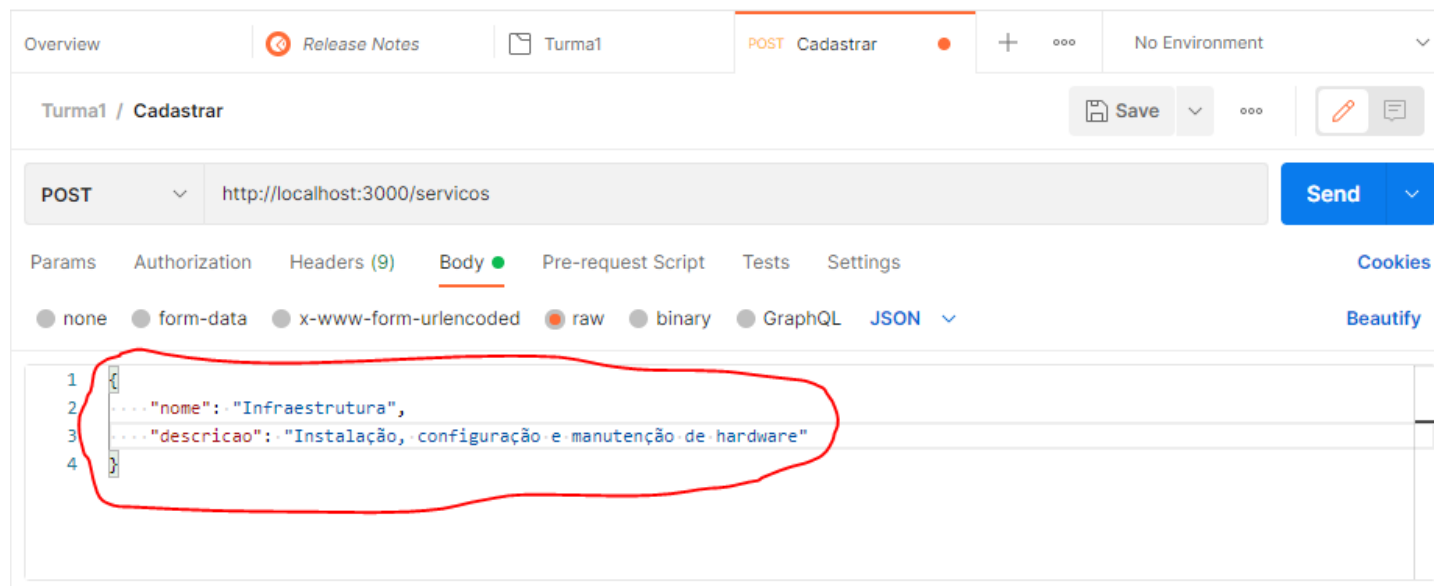 Overview Release Notes Turma1 POST Cadastrar No Environment
Turma1 / Cadastrar Save
POST http://localhost:3000/servicos Send
Params Authorization Headers (9) Body Pre-request Script Tests Settings Cookies
none form-data x-www-form-urlencoded raw binary GraphQL JSON Beautify
1 {
2 "nome": "Infraestrutura",
3 "descricao": "Instalação, configuração e manutenção de hardware"
4 }